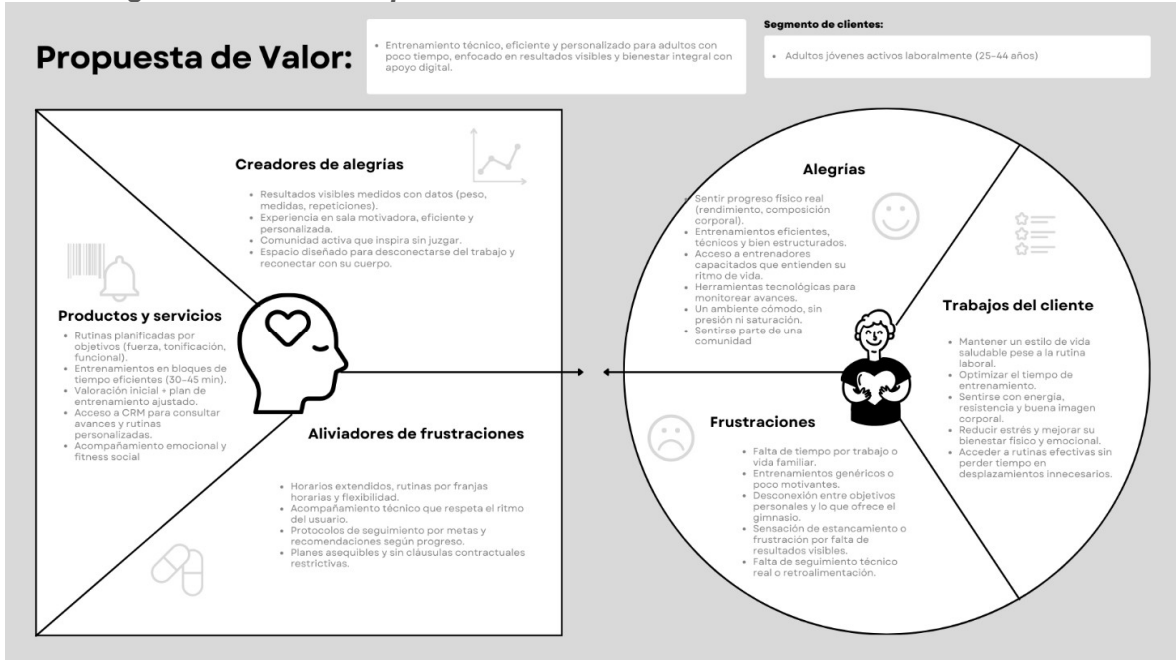 Propuesta de Valor:
• Entrenamiento técnico, eficiente y personalizado para adultos con
poco tiempo, enfocado en resultados visibles y bienestar integral con
apoyo digital.
Segmento de clientes:
• Adultos jóvenes activos laboralmente (25–44 años)
Creadores de alegrías
• Resultados visibles medidos con datos (peso,
medidas, repeticiones).
• Experiencia en sala motivadora, eficiente y
personalizada.
• Comunidad activa que inspira sin juzgar.
• Espacio diseñado para desconectarse del trabajo y
reconectar con su cuerpo.
Productos y servicios
• Rutinas planificadas por
objetivos (fuerza, tonificación,
funcional).
• Entrenamientos en bloques de
tiempo eficientes (30–45 min).
• Valoración inicial + plan de
entrenamiento ajustado.
• Acceso a CRM para consultar
avances y rutinas
personalizadas.
• Acompañamiento emocional y
fitness social
Aliviadores de frustraciones
• Horarios extendidos, rutinas por franjas
horarias y flexibilidad.
• Acompañamiento técnico que respeta el ritmo
del usuario.
• Protocolos de seguimiento por metas y
recomendaciones según progreso.
• Planes asequibles y sin cláusulas contractuales
restrictivas.
Alegrías
• Sentir progreso físico real
(rendimiento, composición
corporal).
• Entrenamientos eficientes,
técnicos y bien estructurados.
• Acceso a entrenadores
capacitados que entienden su
ritmo de vida.
• Herramientas tecnológicas para
monitorear avances.
• Un ambiente cómodo, sin
presión ni saturación.
• Sentirse parte de una
comunidad
Trabajos del cliente
• Mantener un estilo de vida
saludable pese a la rutina
laboral.
• Optimizar el tiempo de
entrenamiento.
• Sentirse con energía,
resistencia y buena imagen
corporal.
• Reducir estrés y mejorar su
bienestar físico y emocional.
• Acceder a rutinas efectivas sin
perder tiempo en
desplazamientos innecesarios.
Frustraciones
• Falta de tiempo por trabajo o
vida familiar.
• Entrenamientos genéricos o
poco motivantes.
• Desconexión entre objetivos
personales y lo que ofrece el
gimnasio.
• Sensación de estancamiento o
frustración por falta de
resultados visibles.
• Falta de seguimiento técnico
real o retroalimentación.